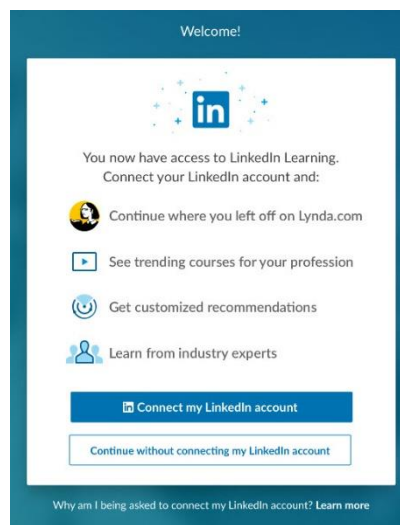 Welcome!
in
You now have access to LinkedIn Learning.
Connect your LinkedIn account and:
Continue where you left off on Lynda.com
See trending courses for your profession
Get customized recommendations
Learn from industry experts
in Connect my LinkedIn account
Continue without connecting my LinkedIn account
Why am I being asked to connect my LinkedIn account? Learn more